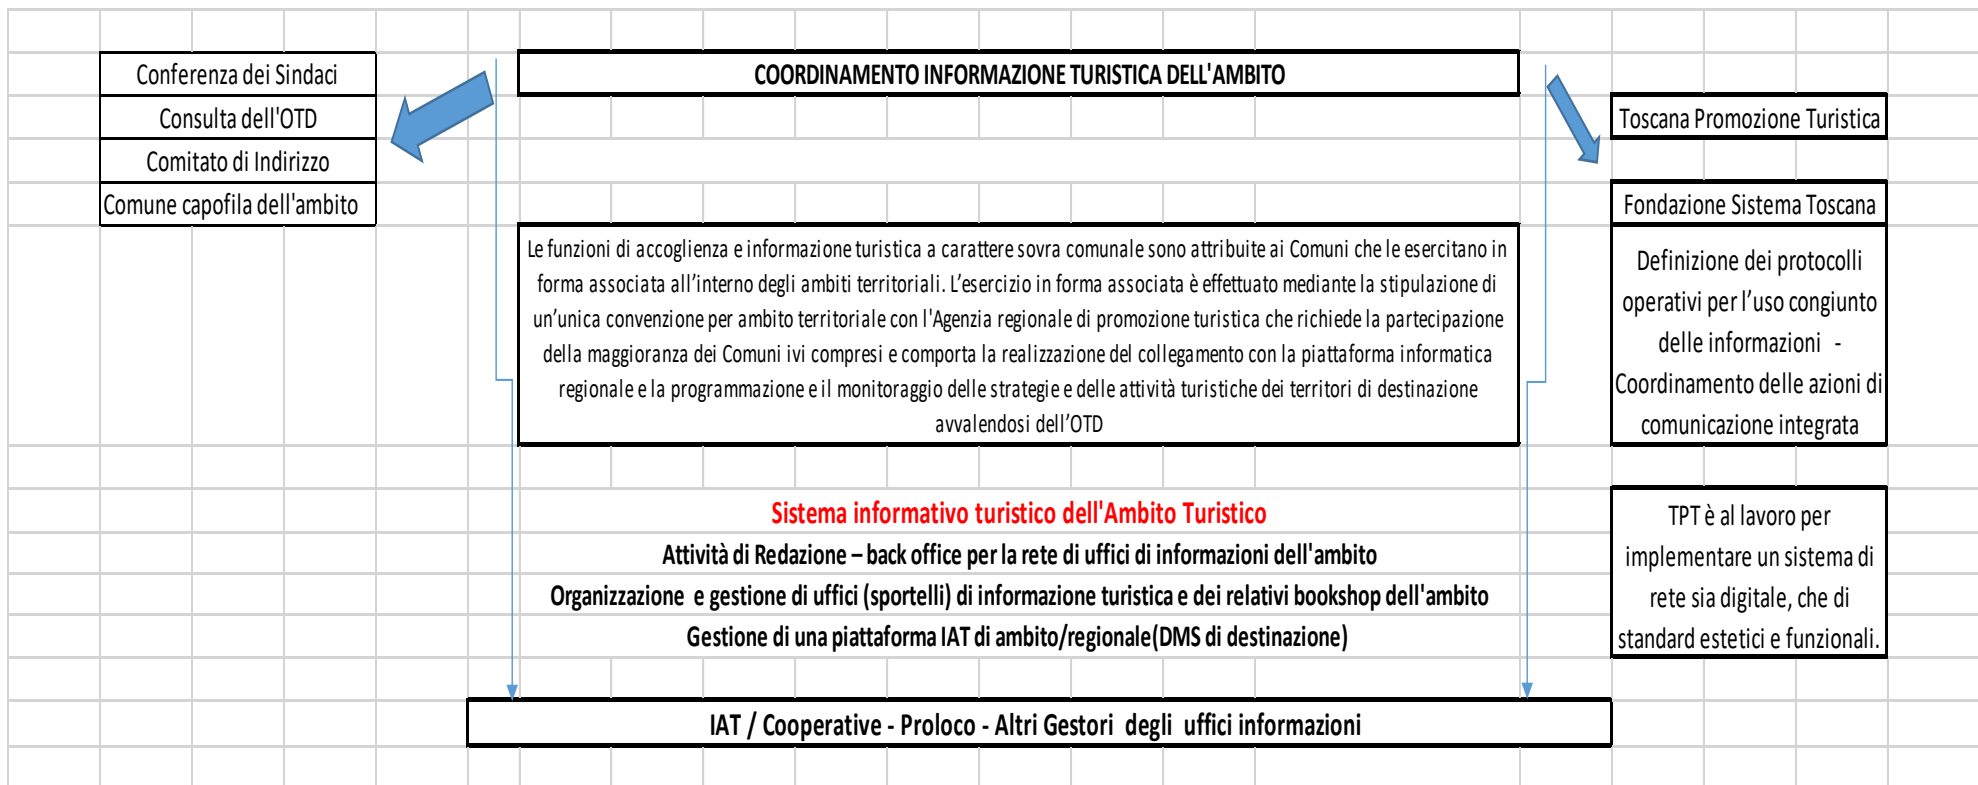 Conferenza dei Sindaci
Consulta dell'OTD
Comitato di Indirizzo
Comune capofila dell'ambito
COORDINAMENTO INFORMAZIONE TURISTICA DELL'AMBITO
Le funzioni di accoglienza e informazione turistica a carattere sovra comunale sono attribuite ai Comuni che le esercitano in
forma associata all’interno degli ambiti territoriali. L’esercizio in forma associata è effettuato mediante la stipulazione di
un’unica convenzione per ambito territoriale con l'Agenzia regionale di promozione turistica che richiede la partecipazione
della maggioranza dei Comuni ivi compresi e comporta la realizzazione del collegamento con la piattaforma informatica
regionale e la programmazione e il monitoraggio delle strategie e delle attività turistiche dei territori di destinazione
avvalendosi dell’OTD
Toscana Promozione Turistica
Fondazione Sistema Toscana
Definizione dei protocolli
operativi per l’uso congiunto
delle informazioni -
Coordinamento delle azioni di
comunicazione integrata
Sistema informativo turistico dell'Ambito Turistico
Attività di Redazione – back office per la rete di uffici di informazioni dell'ambito
Organizzazione e gestione di uffici (sportelli) di informazione turistica e dei relativi bookshop dell'ambito
Gestione di una piattaforma IAT di ambito/regionale(DMS di destinazione)
TPT è al lavoro per
implementare un sistema di
rete sia digitale, che di
standard estetici e funzionali.
IAT / Cooperative - Proloco - Altri Gestori degli uffici informazioni